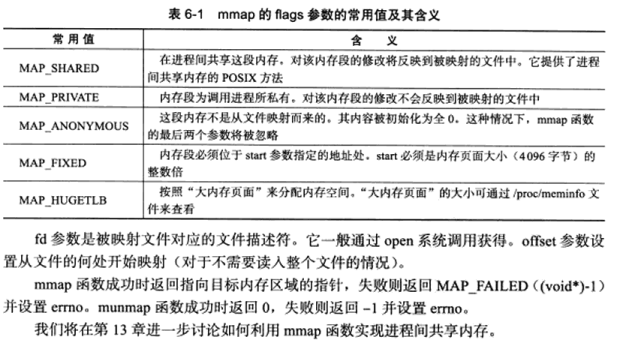 表 6-1 mmap 的 flags 参数的常用值及其含义
常 用 值 含 义
MAP_SHARED 在进程间共享这段内存。对该内存段的修改将反映到被映射的文件中。它提供了进程
间共享内存的 POSIX 方法
MAP_PRIVATE 内存段为调用进程所私有。对该内存段的修改不会反映到被映射的文件中
MAP_ANONYMOUS 这段内存不是从文件映射而来的。其内容被初始化为全 0。这种情况下，mmap 函数
的最后两个参数将被忽略
MAP_FIXED 内存段必须位于 start 参数指定的地址处。start 必须是内存页面大小（4096 字节）的
整数倍
MAP_HUGETLB 按照“大内存页面”来分配内存空间。“大内存页面”的大小可通过 /proc/meminfo 文
件来查看
fd 参数是被映射文件对应的文件描述符。它一般通过 open 系统调用获得。offset 参数设
置从文件的何处开始映射（对于不需要读入整个文件的情况）。
mmap 函数成功时返回指向目标内存区域的指针，失败则返回 MAP_FAILED（(void*)-1）
并设置 errno。munmap 函数成功时返回 0，失败则返回 -1 并设置 errno。
我们将在第 13 章进一步讨论如何利用 mmap 函数实现进程间共享内存。